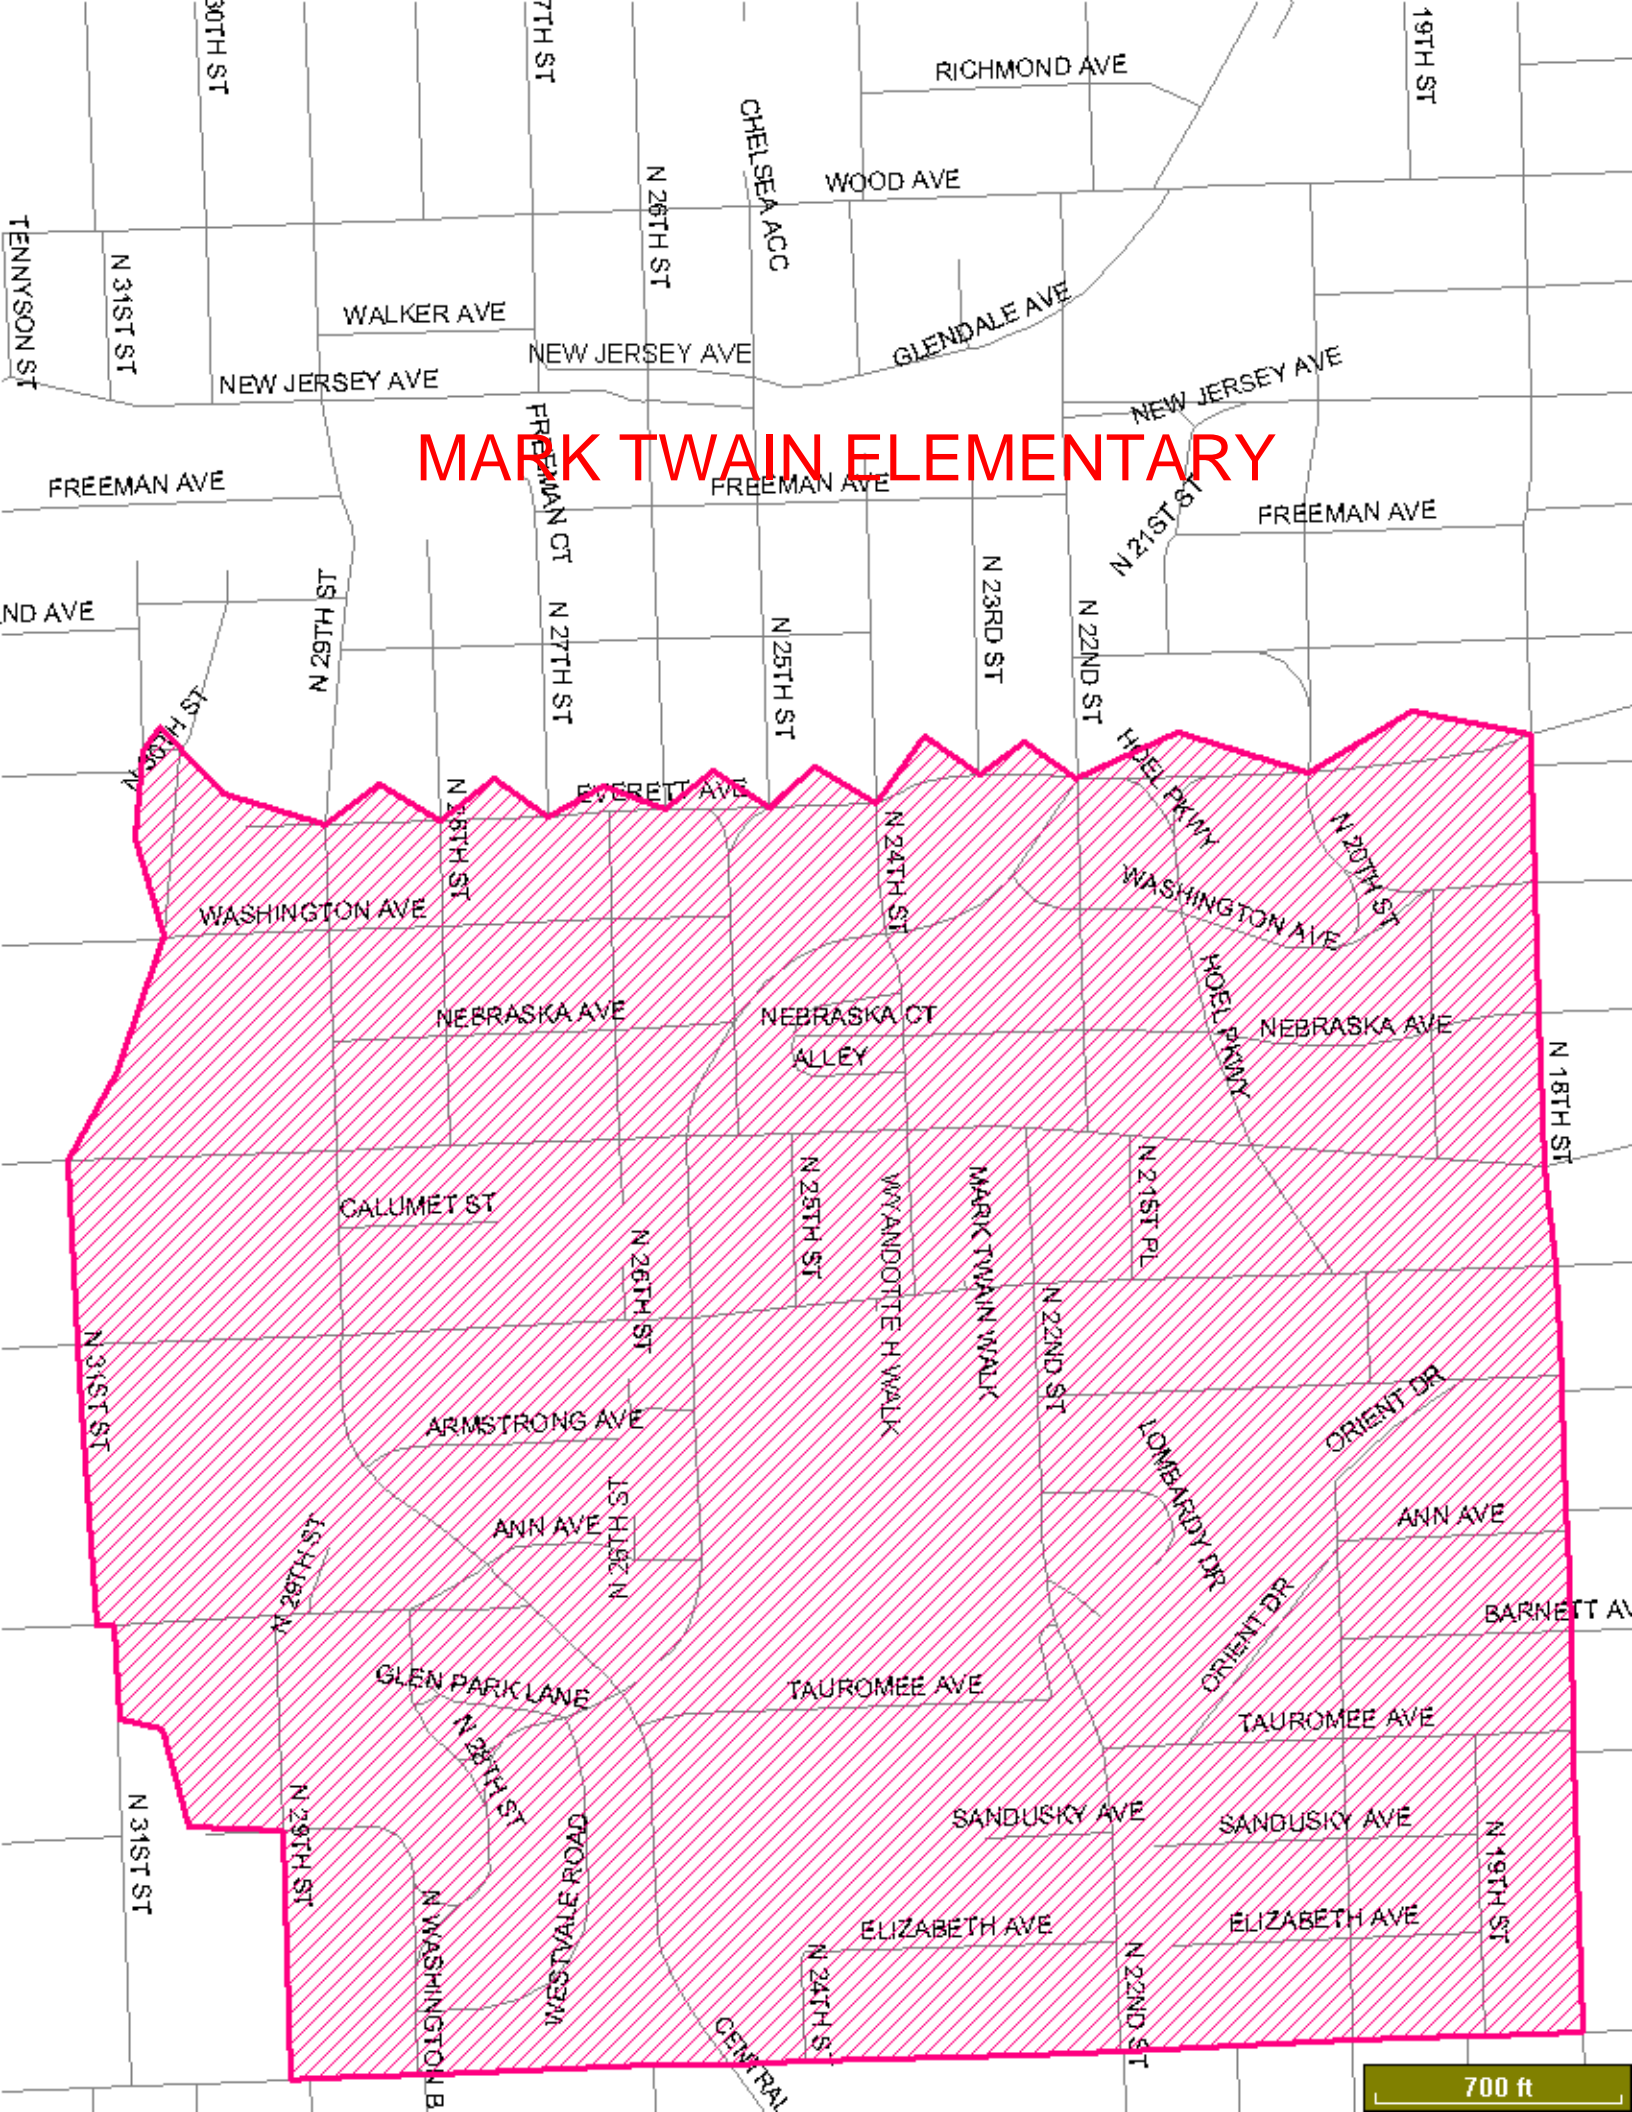 30TH ST
7TH ST
19TH ST
RICHMOND AVE
CHELSEA ACC
WOOD AVE
N 26TH ST
TENNYSON ST
N 31ST ST
WALKER AVE
GLENDALE AVE
NEW JERSEY AVE
NEW JERSEY AVE
NEW JERSEY AVE
FREEMAN CT
MARK TWAIN ELEMENTARY
FREEMAN AVE
FREEMAN AVE
FREEMAN AVE
N 21ST ST
N 29TH ST
ND AVE
N 27TH ST
N 25TH ST
N 23RD ST
N 22ND ST
N 30TH ST
EVERETT AVE
N 28TH ST
HOEL PKWY
N 24TH ST
N 20TH ST
WASHINGTON AVE
WASHINGTON AVE
NEBRASKA AVE
NEBRASKA CT
HOEL PKWY
NEBRASKA AVE
ALLEY
N 18TH ST
N 25TH ST
WYANDOTTE H WALK
MARK TWAIN WALK
N 21ST PL
CALUMET ST
N 26TH ST
N 22ND ST
N 31ST ST
ORIENT DR
ARMSTRONG AVE
LOMBARDY DR
N 26TH ST
ANN AVE
ANN AVE
N 29TH ST
ORIENT DR
BARNETT AV
GLEN PARK LANE
TAUROMEE AVE
TAUROMEE AVE
N 28TH ST
N 31ST ST
N 29TH ST
WESTVALE ROAD
SANDUSKY AVE
SANDUSKY AVE
N 19TH ST
N WASHINGTON B
ELIZABETH AVE
ELIZABETH AVE
N 24TH ST
N 22ND ST
CENTRAL
700 ft